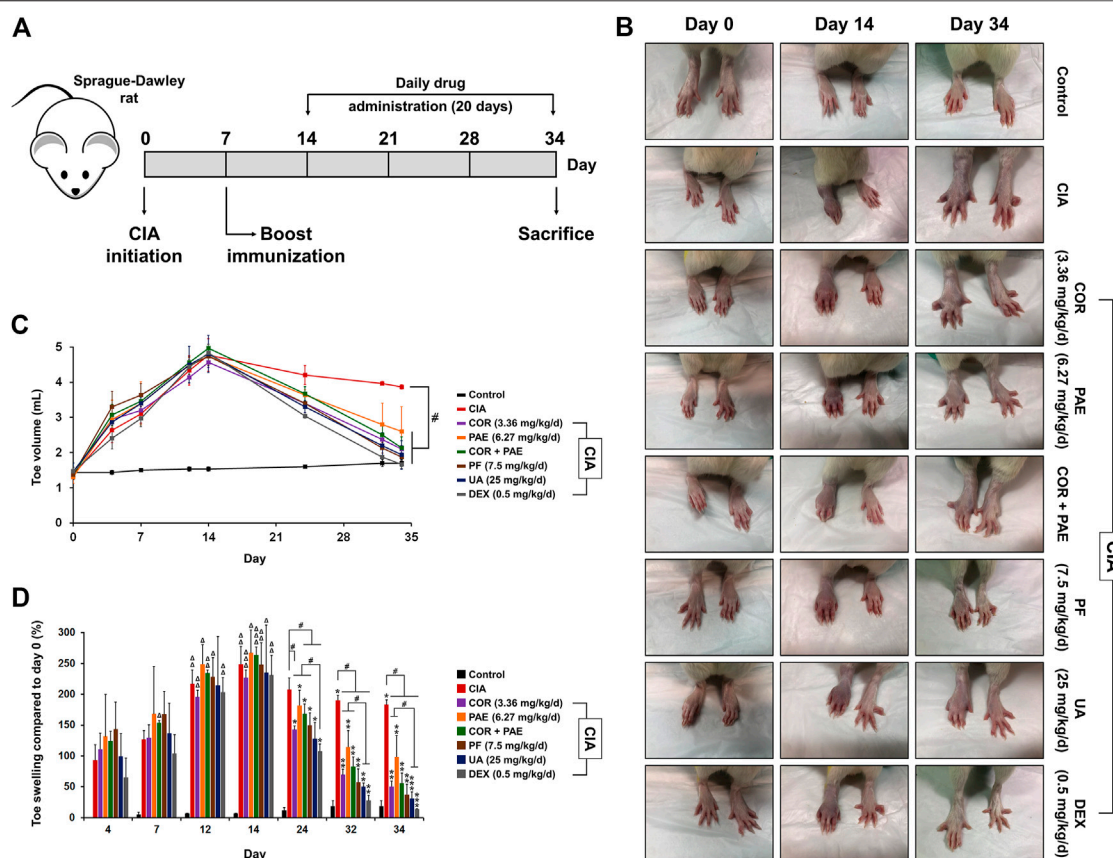 A
Sprague-Dawley
rat
Daily drug
administration (20 days)
0 7 14 21 28 34
Day
CIA
initiation
Boost
immunization
Sacrifice
B
Day 0 Day 14 Day 34
Control
CIA
COR
(3.36 mg/kg/d)
PAE
(6.27 mg/kg/d)
COR + PAE
PF
(7.5 mg/kg/d)
UA
(25 mg/kg/d)
DEX
(0.5 mg/kg/d)
CIA
C
Toe volume (mL)
5
4
3
2
1
0
0 7 14 21 28 35
Day
#
Control
CIA
COR (3.36 mg/kg/d)
PAE (6.27 mg/kg/d)
COR + PAE
PF (7.5 mg/kg/d)
UA (25 mg/kg/d)
DEX (0.5 mg/kg/d)
CIA
D
Toe swelling compared to day 0 (%)
300
250
200
150
100
50
0
4 7 12 14 24 32 34
Day
Control
CIA
COR (3.36 mg/kg/d)
PAE (6.27 mg/kg/d)
COR + PAE
PF (7.5 mg/kg/d)
UA (25 mg/kg/d)
DEX (0.5 mg/kg/d)
CIA